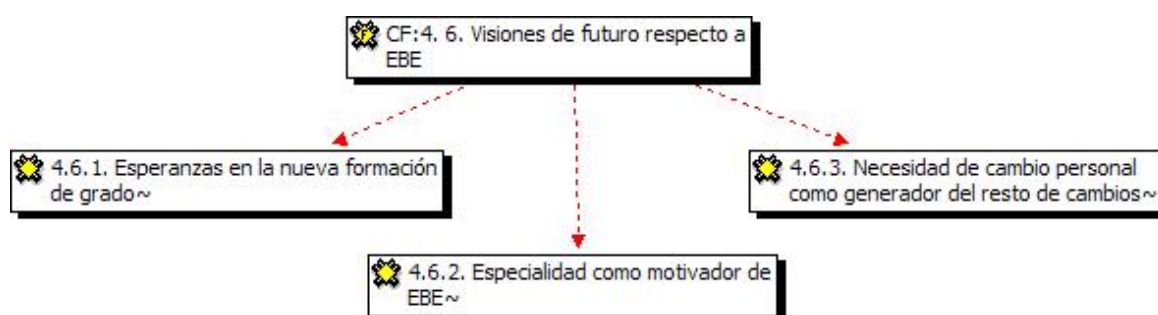 CF:4. 6. Visiones de futuro respecto a
EBE
4.6.1. Esperanzas en la nueva formación
de grado~
4.6.3. Necesidad de cambio personal
como generador del resto de cambios~
4.6.2. Especialidad como motivador de
EBE~